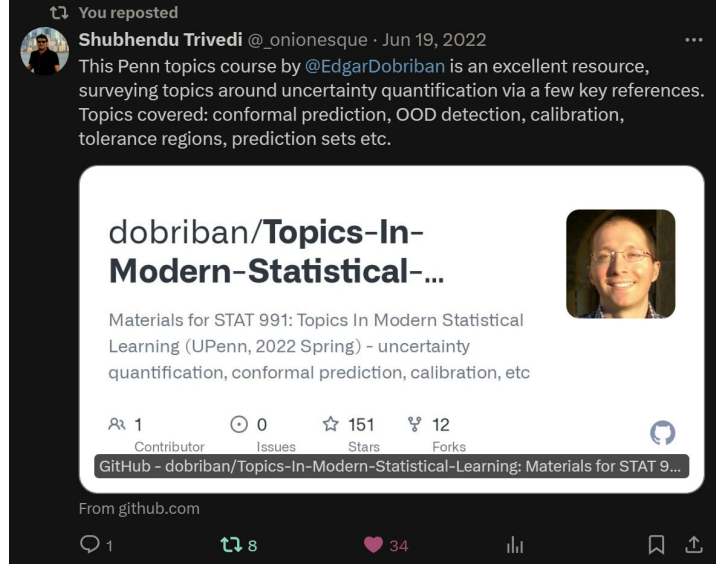 You reposted
Shubhendu Trivedi @_onionesque · Jun 19, 2022
This Penn topics course by @EdgarDobriban is an excellent resource,
surveying topics around uncertainty quantification via a few key references.
Topics covered: conformal prediction, OOD detection, calibration,
tolerance regions, prediction sets etc.
dobriban/Topics-In-
Modern-Statistical-...
Materials for STAT 991: Topics In Modern Statistical
Learning (UPenn, 2022 Spring) - uncertainty
quantification, conformal prediction, calibration, etc
1 0 151 12
Contributor Issues Stars Forks
GitHub - dobriban/Topics-In-Modern-Statistical-Learning: Materials for STAT 9...
From github.com
1 8 34